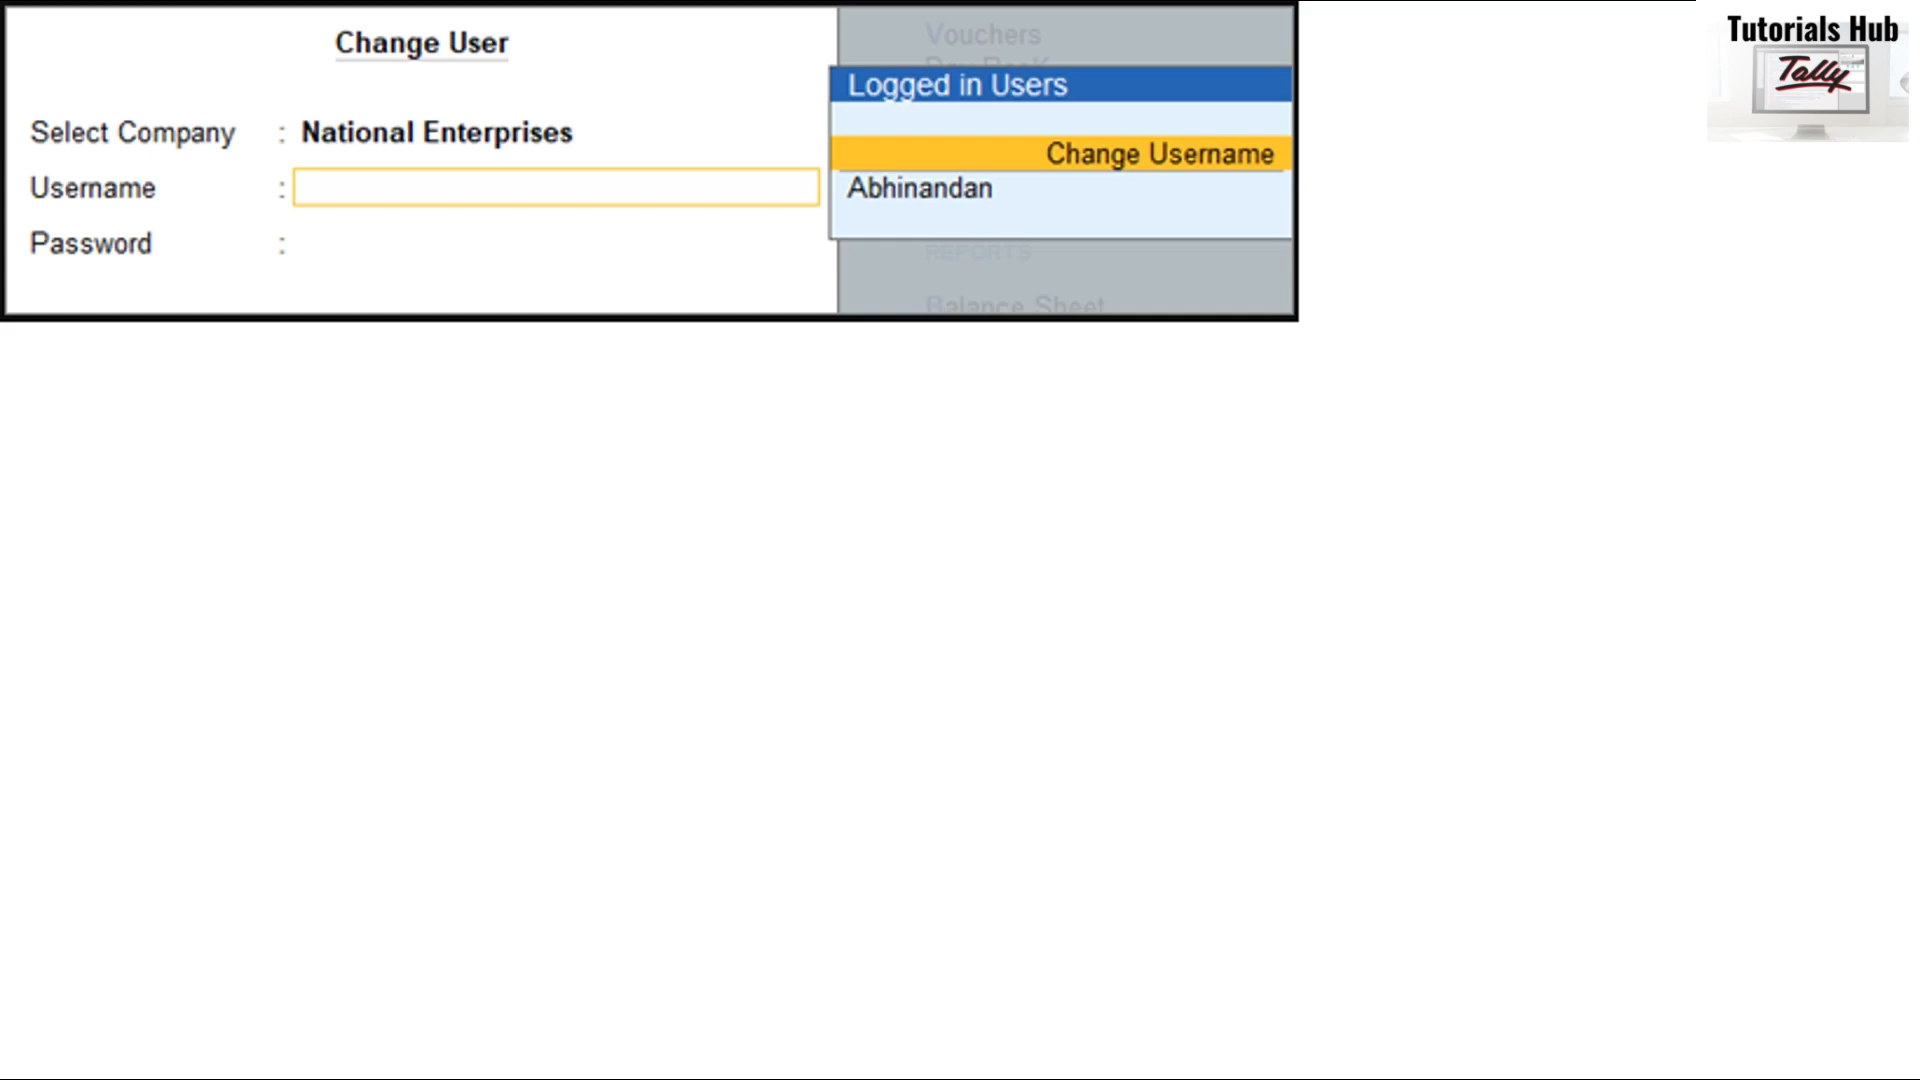 Change User
Select Company : National Enterprises
Username :
Password :
Vouchers
Logged in Users
Change Username
Abhinandan
REPORTS
Balance Sheet
Tutorials Hub
Tally